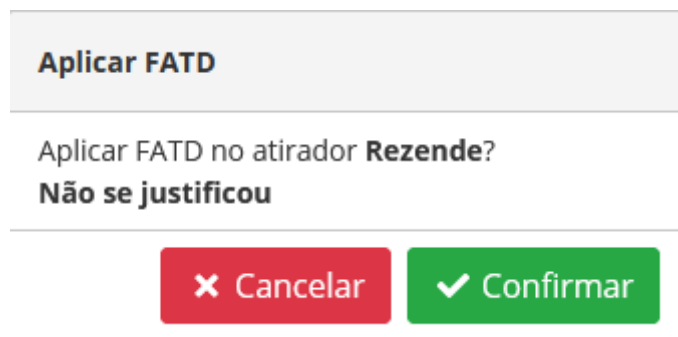 Aplicar FATD
Aplicar FATD no atirador Rezende?
Não se justificou
Cancelar
Confirmar